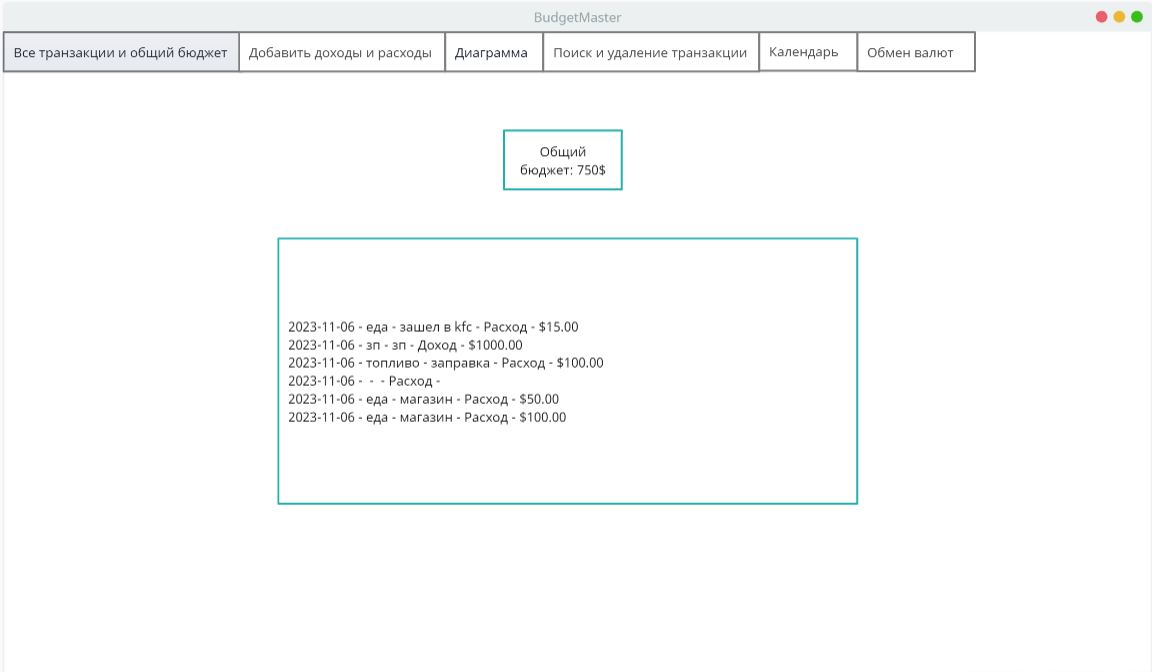 BudgetMaster
Все транзакции и общий бюджет
Добавить доходы и расходы
Диаграмма
Поиск и удаление транзакции
Календарь
Обмен валют
Общий
бюджет: 750$
2023-11-06 - еда - зашел в kfc - Расход - $15.00
2023-11-06 - зп - зп - Доход - $1000.00
2023-11-06 - топливо - заправка - Расход - $100.00
2023-11-06 -  -  - Расход -
2023-11-06 - еда - магазин - Расход - $50.00
2023-11-06 - еда - магазин - Расход - $100.00